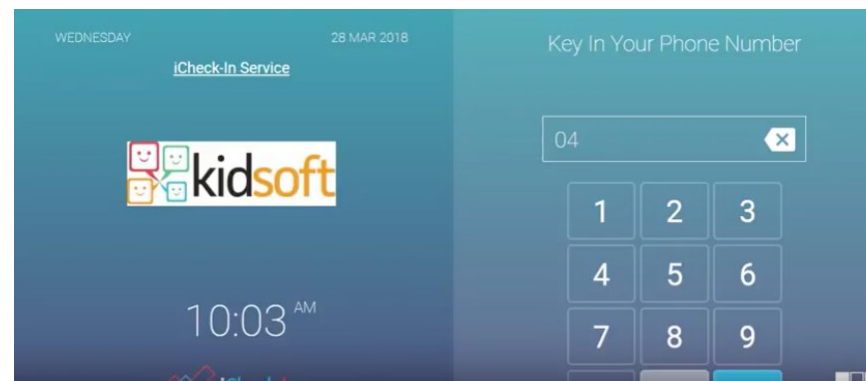 WEDNESDAY 28 MAR 2018
iCheck-In Service
kidsoft
10:03 AM
Key In Your Phone Number
04
1 2 3
4 5 6
7 8 9